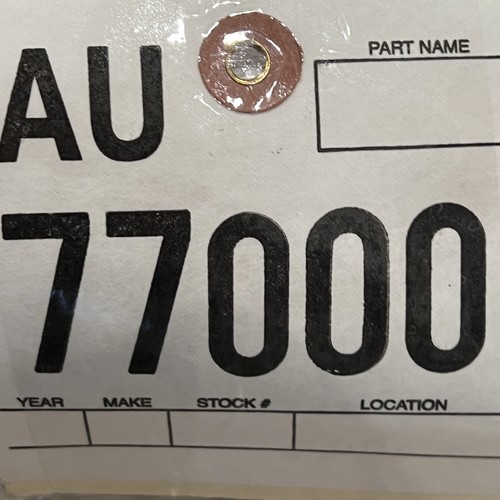 AU
PART NAME
77000
YEAR MAKE STOCK # LOCATION